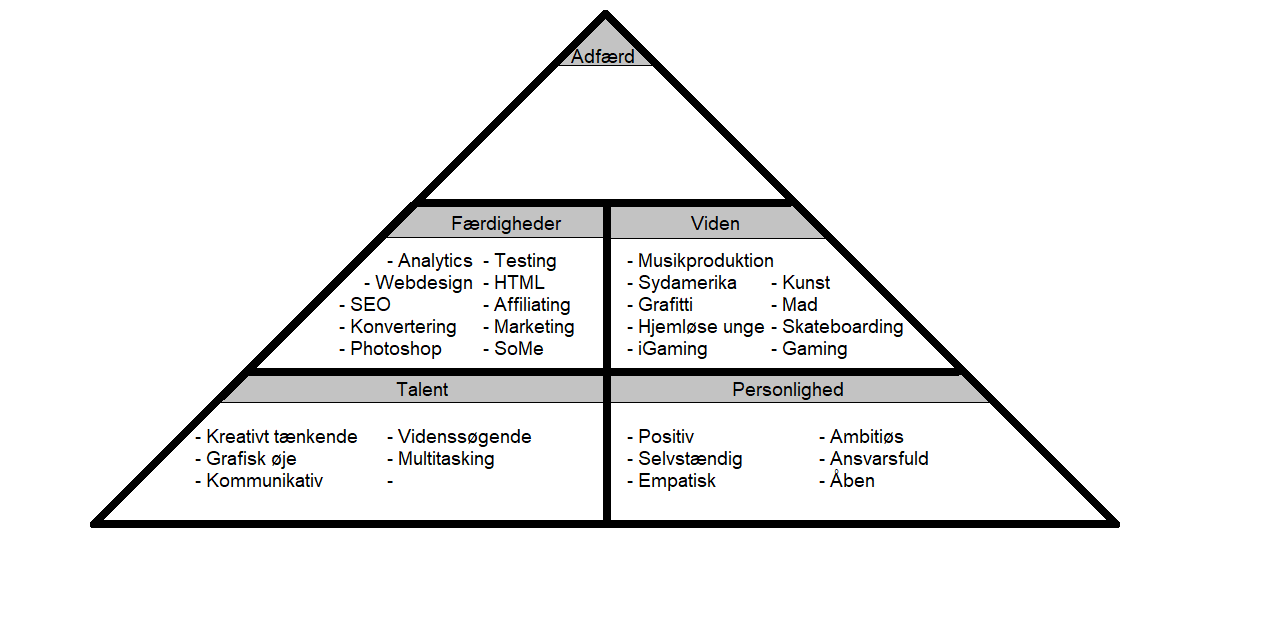 Adfærd
Færdigheder
- Analytics - Testing
- Webdesign - HTML
- SEO - Affiliating
- Konvertering - Marketing
- Photoshop - SoMe
Viden
- Musikproduktion
- Sydamerika - Kunst
- Grafitti - Mad
- Hjemløse unge - Skateboarding
- iGaming - Gaming
Talent
- Kreativt tænkende - Videnssøgende
- Grafisk øje - Multitasking
- Kommunikativ -
Personlighed
- Positiv - Ambitiøs
- Selvstændig - Ansvarsfuld
- Empatisk - Åben